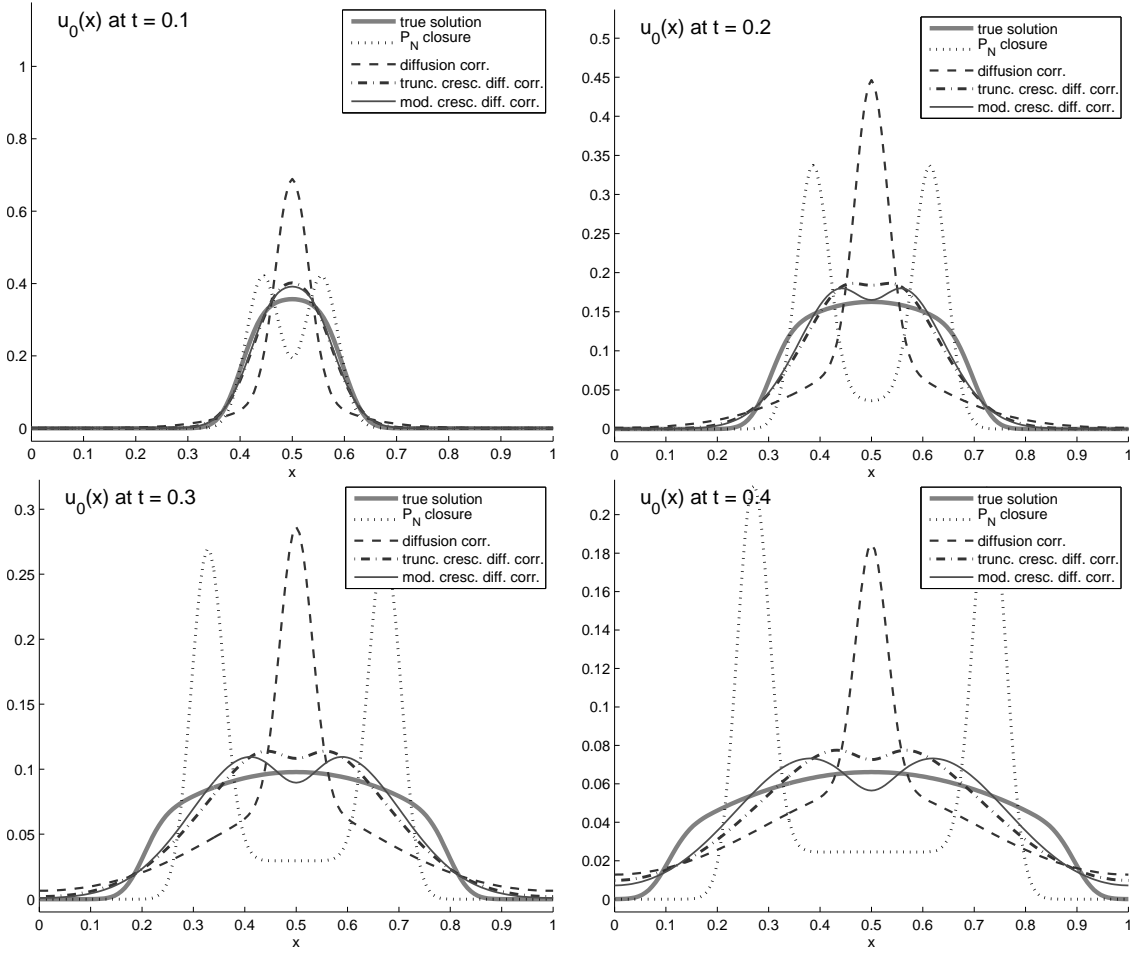 u_0(x) at t = 0.1
true solution
P_N closure
diffusion corr.
trunc. cresc. diff. corr.
mod. cresc. diff. corr.
1
0.8
0.6
0.4
0.2
0
0 0.1 0.2 0.3 0.4 0.5 0.6 0.7 0.8 0.9 1
x
u_0(x) at t = 0.2
true solution
P_N closure
diffusion corr.
trunc. cresc. diff. corr.
mod. cresc. diff. corr.
0.5
0.45
0.4
0.35
0.3
0.25
0.2
0.15
0.1
0.05
0
0 0.1 0.2 0.3 0.4 0.5 0.6 0.7 0.8 0.9 1
x
u_0(x) at t = 0.3
true solution
P_N closure
diffusion corr.
trunc. cresc. diff. corr.
mod. cresc. diff. corr.
0.3
0.25
0.2
0.15
0.1
0.05
0
0 0.1 0.2 0.3 0.4 0.5 0.6 0.7 0.8 0.9 1
x
u_0(x) at t = 0.4
true solution
P_N closure
diffusion corr.
trunc. cresc. diff. corr.
mod. cresc. diff. corr.
0.2
0.18
0.16
0.14
0.12
0.1
0.08
0.06
0.04
0.02
0
0 0.1 0.2 0.3 0.4 0.5 0.6 0.7 0.8 0.9 1
x